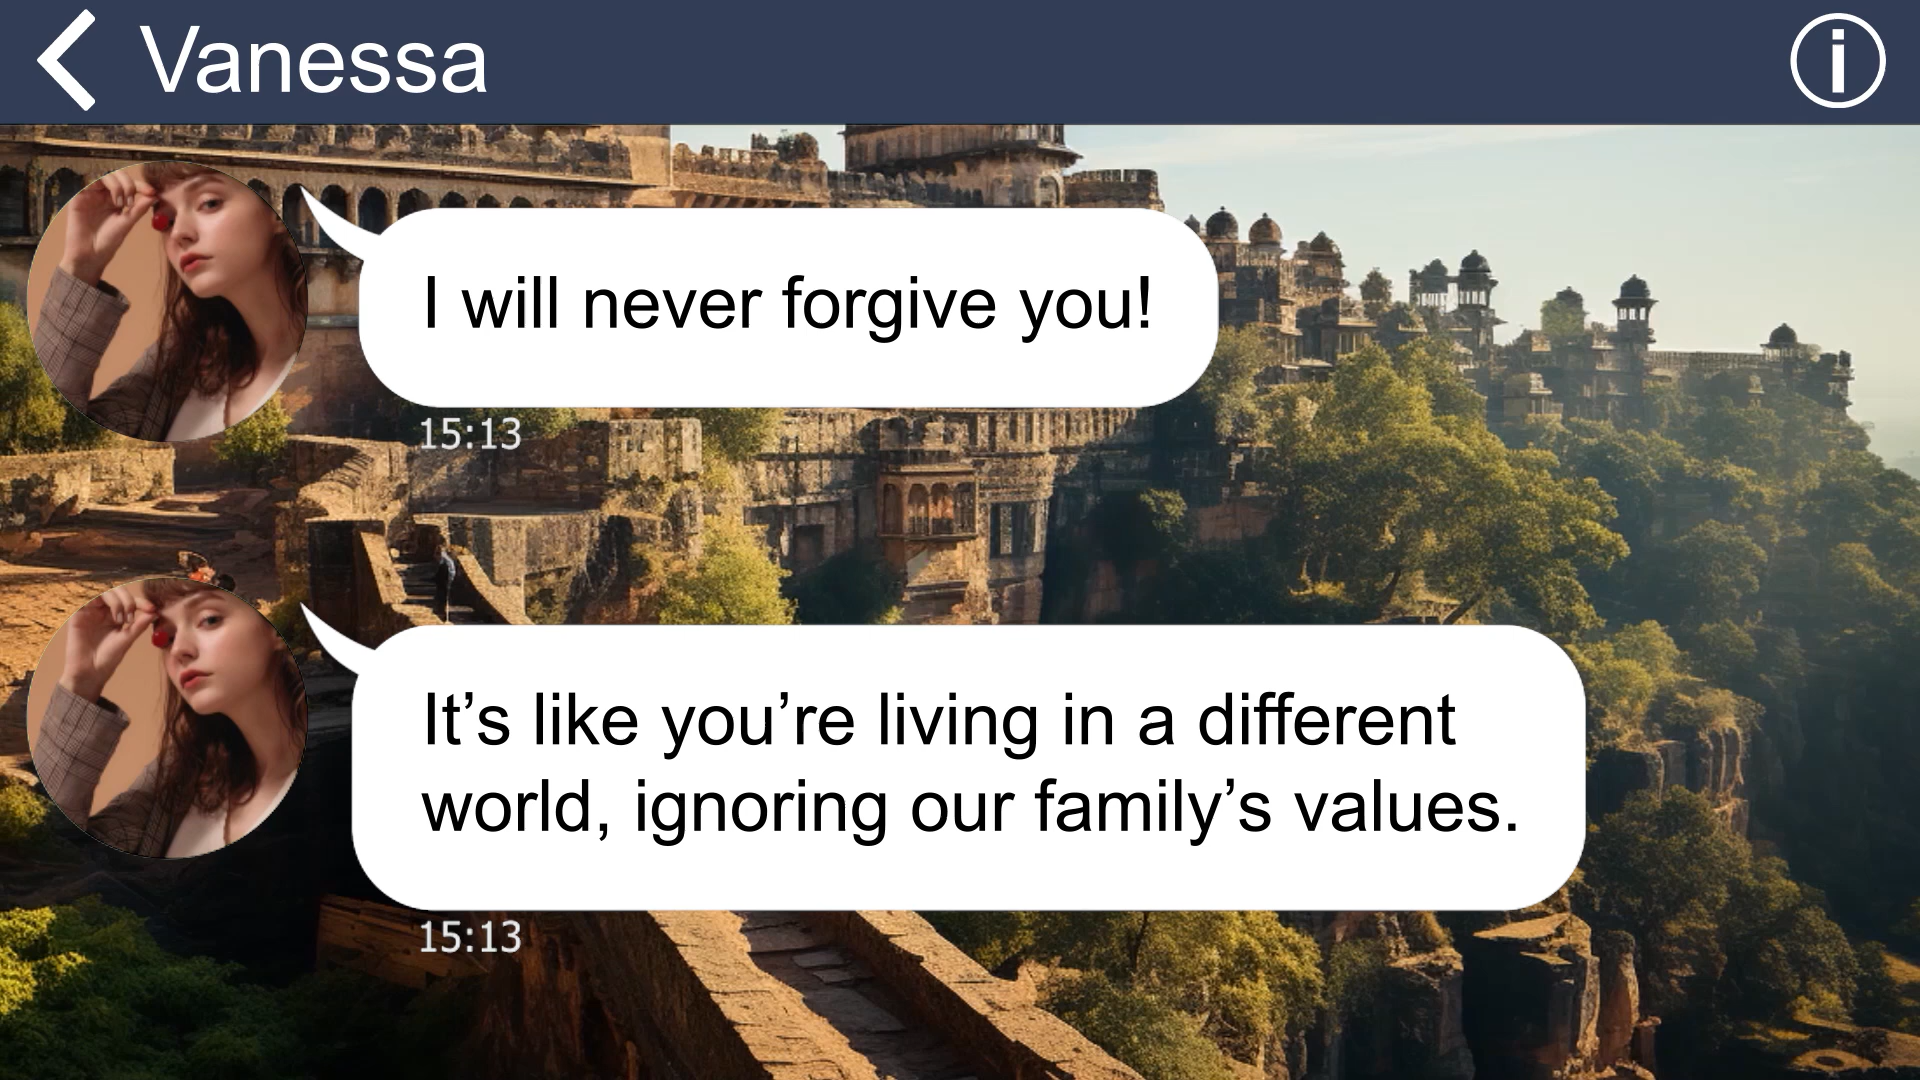 Vanessa
I will never forgive you!
15:13
It’s like you’re living in a different
world, ignoring our family’s values.
15:13